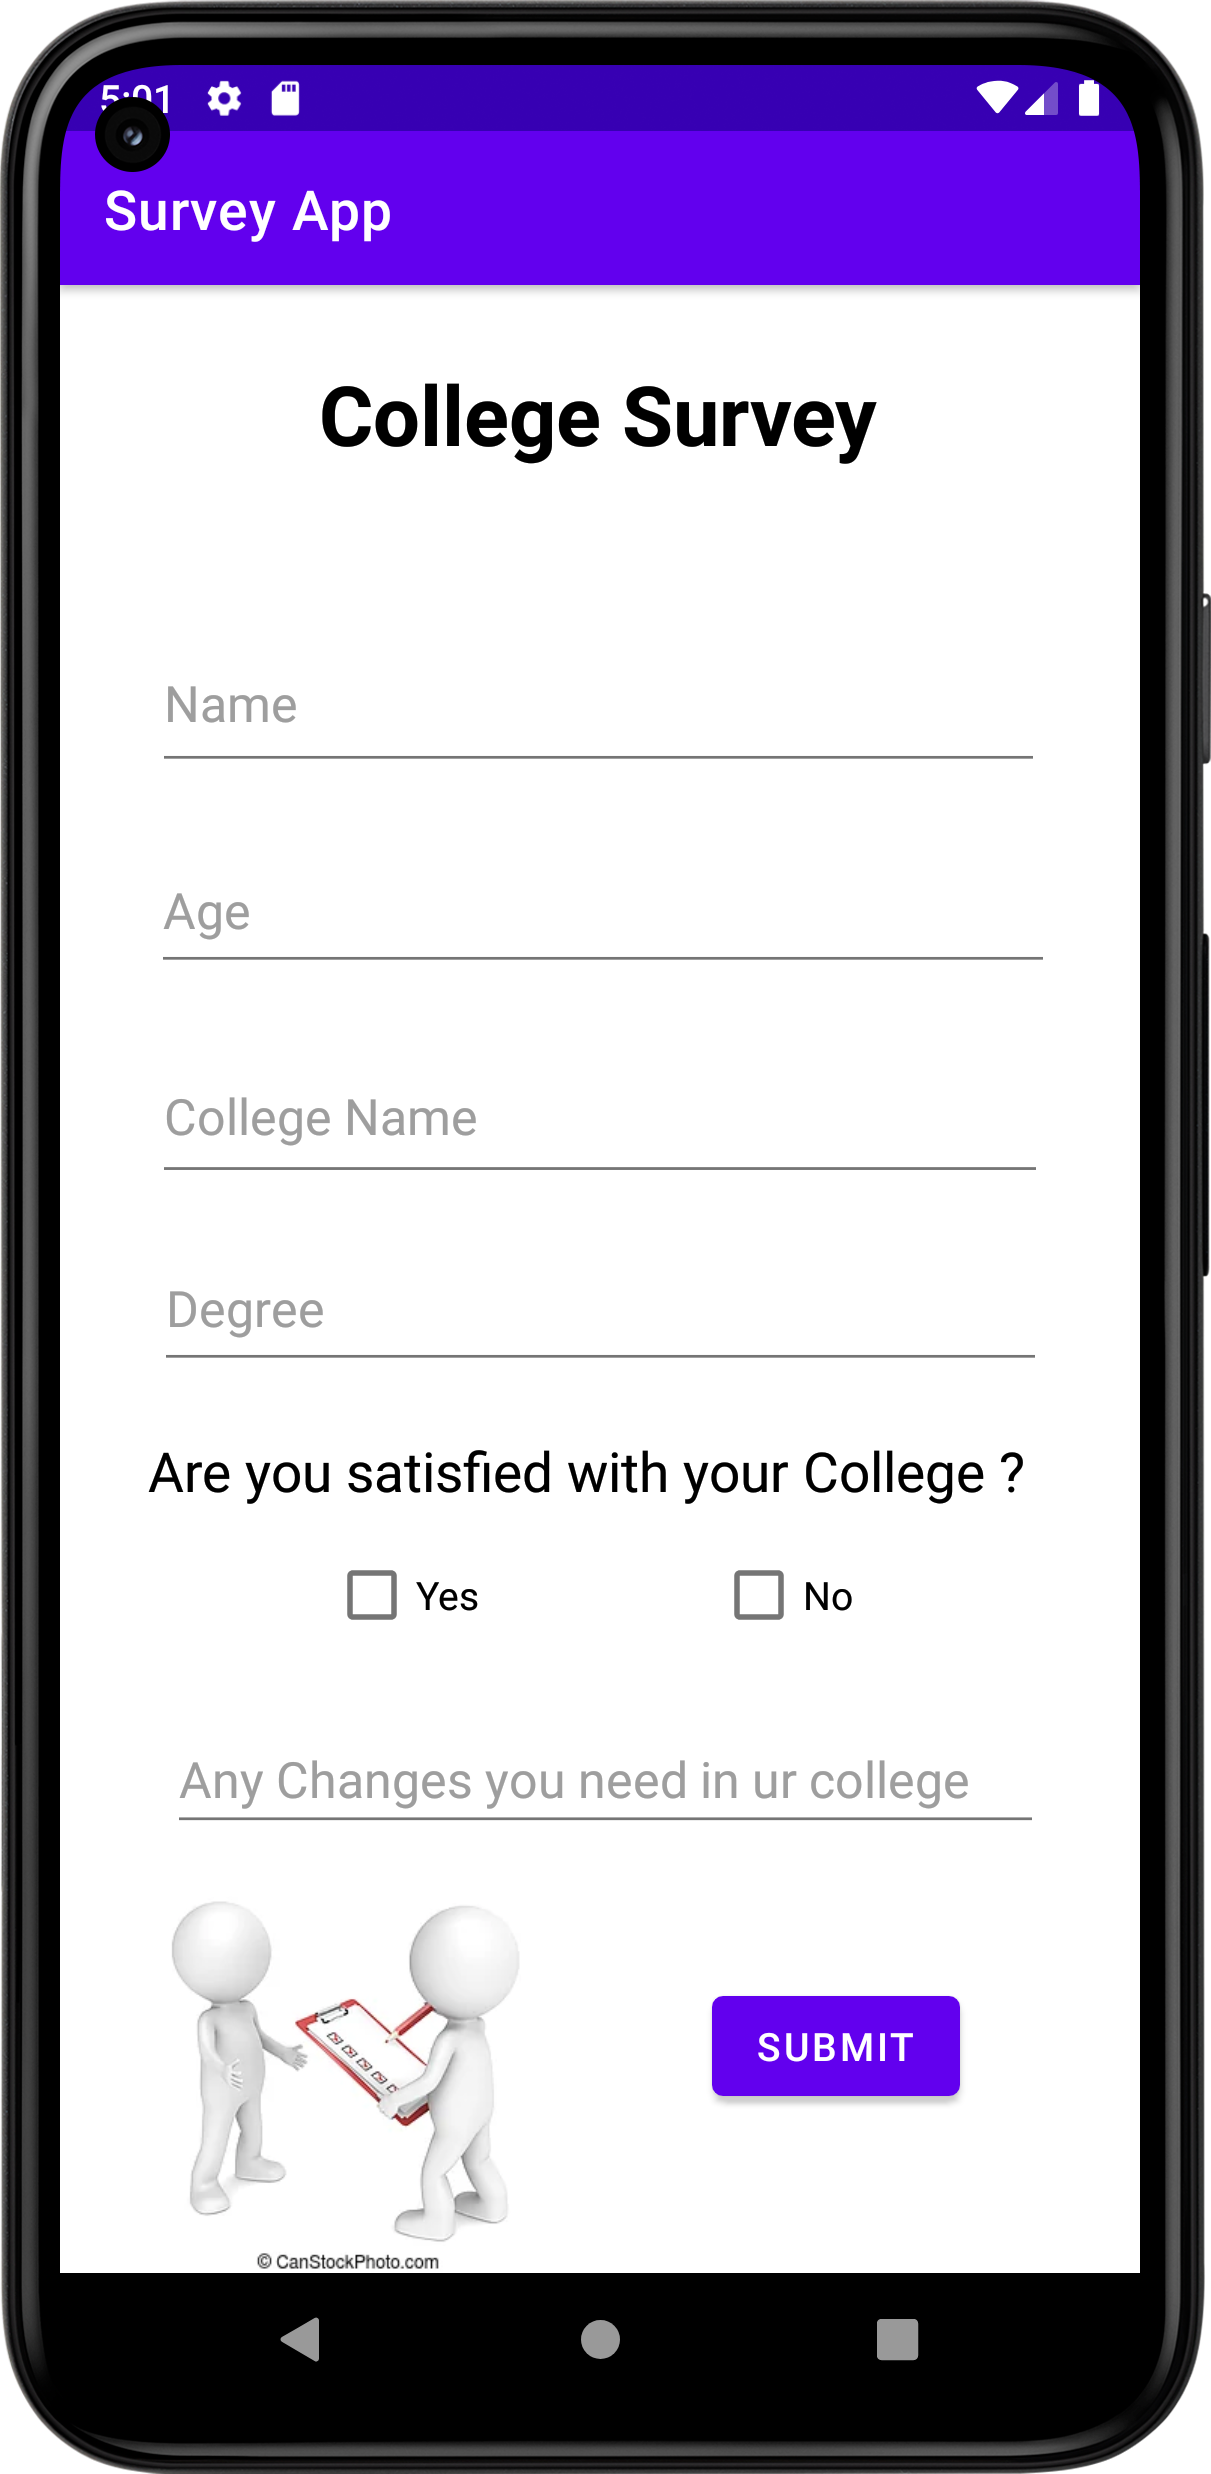 5:01
Survey App
College Survey
Name
Age
College Name
Degree
Are you satisfied with your College ?
Yes
No
Any Changes you need in ur college
SUBMIT
© CanStockPhoto.com